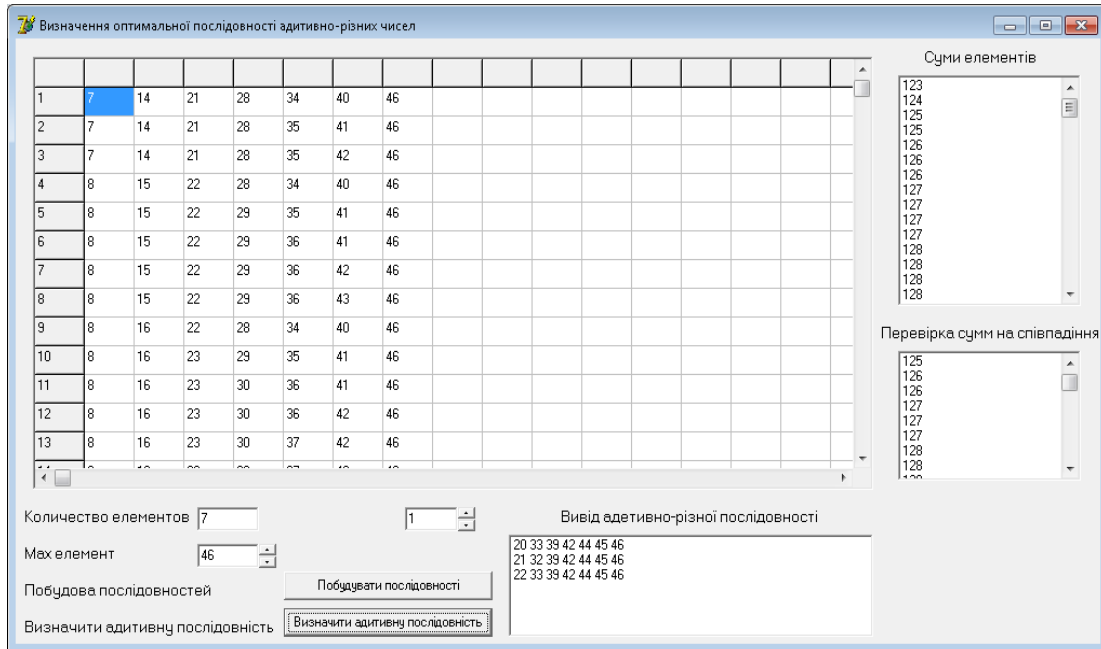 Визначення оптимальної послідовності адитивно-різних чисел
1 7 14 21 28 34 40 46
2 7 14 21 28 35 41 46
3 7 14 21 28 35 42 46
4 8 15 22 28 34 40 46
5 8 15 22 29 35 41 46
6 8 15 22 29 36 41 46
7 8 15 22 29 36 42 46
8 8 15 22 29 36 43 46
9 8 16 22 28 34 40 46
10 8 16 23 29 35 41 46
11 8 16 23 30 36 41 46
12 8 16 23 30 36 42 46
13 8 16 23 30 37 42 46
Суми елементів
123
124
125
125
126
126
126
127
127
127
127
128
128
128
128
Перевірка сумм на співпадіння
125
126
126
127
127
127
128
128
Количество елементов 7
1
Мах елемент 46
Побудова послідовностей
Побудувати послідовності
Визначити адитивну послідовність
Визначити адитивну послідовність
Вивід адетивно-різної послідовності
20 33 39 42 44 45 46
21 32 39 42 44 45 46
22 33 39 42 44 45 46